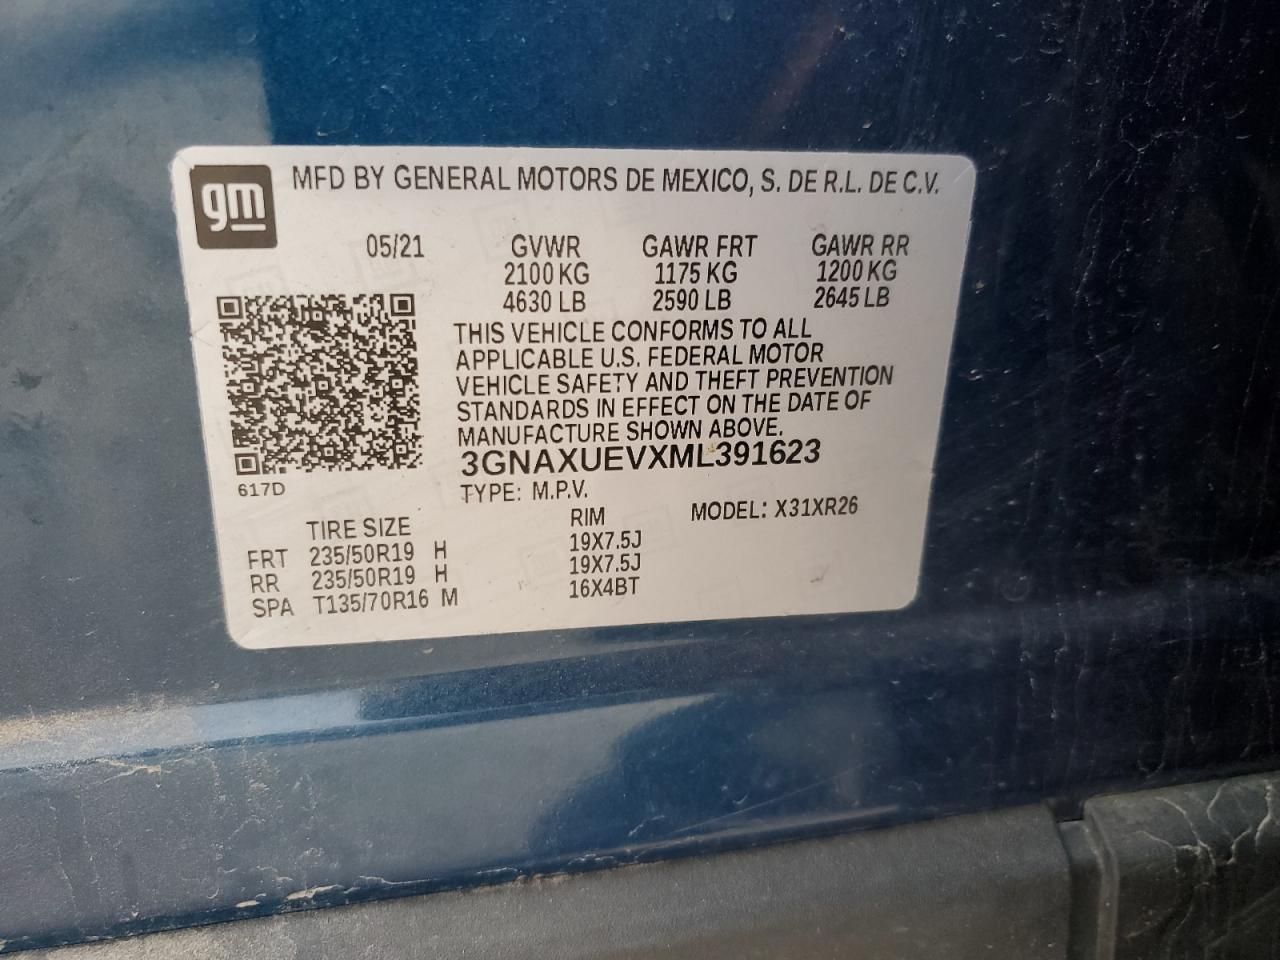 gm MFD BY GENERAL MOTORS DE MEXICO, S. DE R.L. DE C.V.
05/21 GVWR GAWR FRT GAWR RR
2100 KG 1175 KG 1200 KG
4630 LB 2590 LB 2645 LB
THIS VEHICLE CONFORMS TO ALL
APPLICABLE U.S. FEDERAL MOTOR
VEHICLE SAFETY AND THEFT PREVENTION
STANDARDS IN EFFECT ON THE DATE OF
MANUFACTURE SHOWN ABOVE.
3GNAXUEVXML391623
617D
TYPE: M.P.V. MODEL: X31XR26
TIRE SIZE RIM
FRT 235/50R19 H 19X7.5J
RR 235/50R19 H 19X7.5J
SPA T135/70R16 M 16X4BT